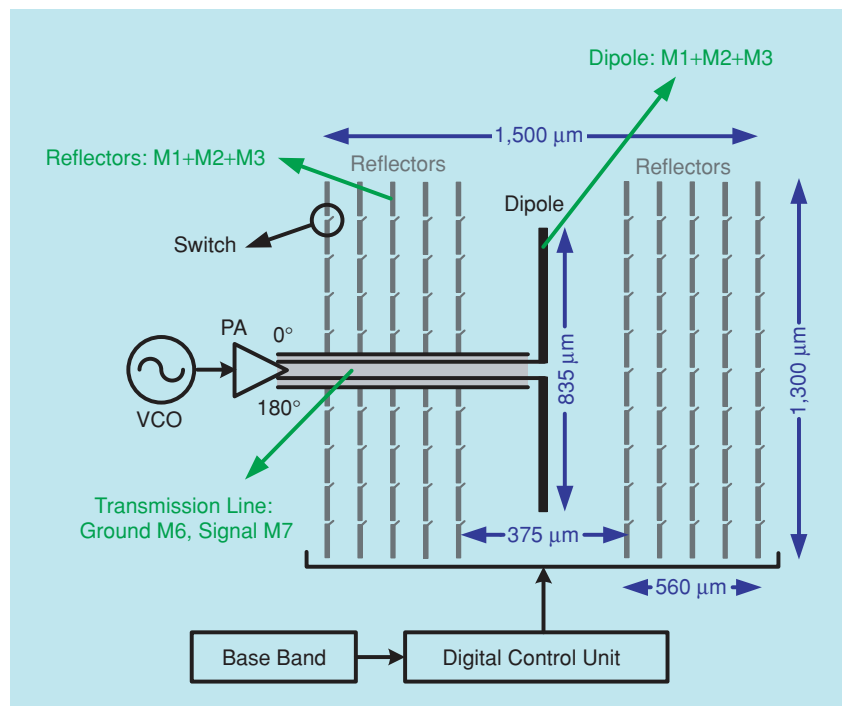 Dipole: M1+M2+M3
1,500 μm
Reflectors: M1+M2+M3
Reflectors
Reflectors
Dipole
Switch
PA
0°
835 μm
1,300 μm
180°
VCO
Transmission Line:
Ground M6, Signal M7
375 μm
560 μm
Base Band
Digital Control Unit